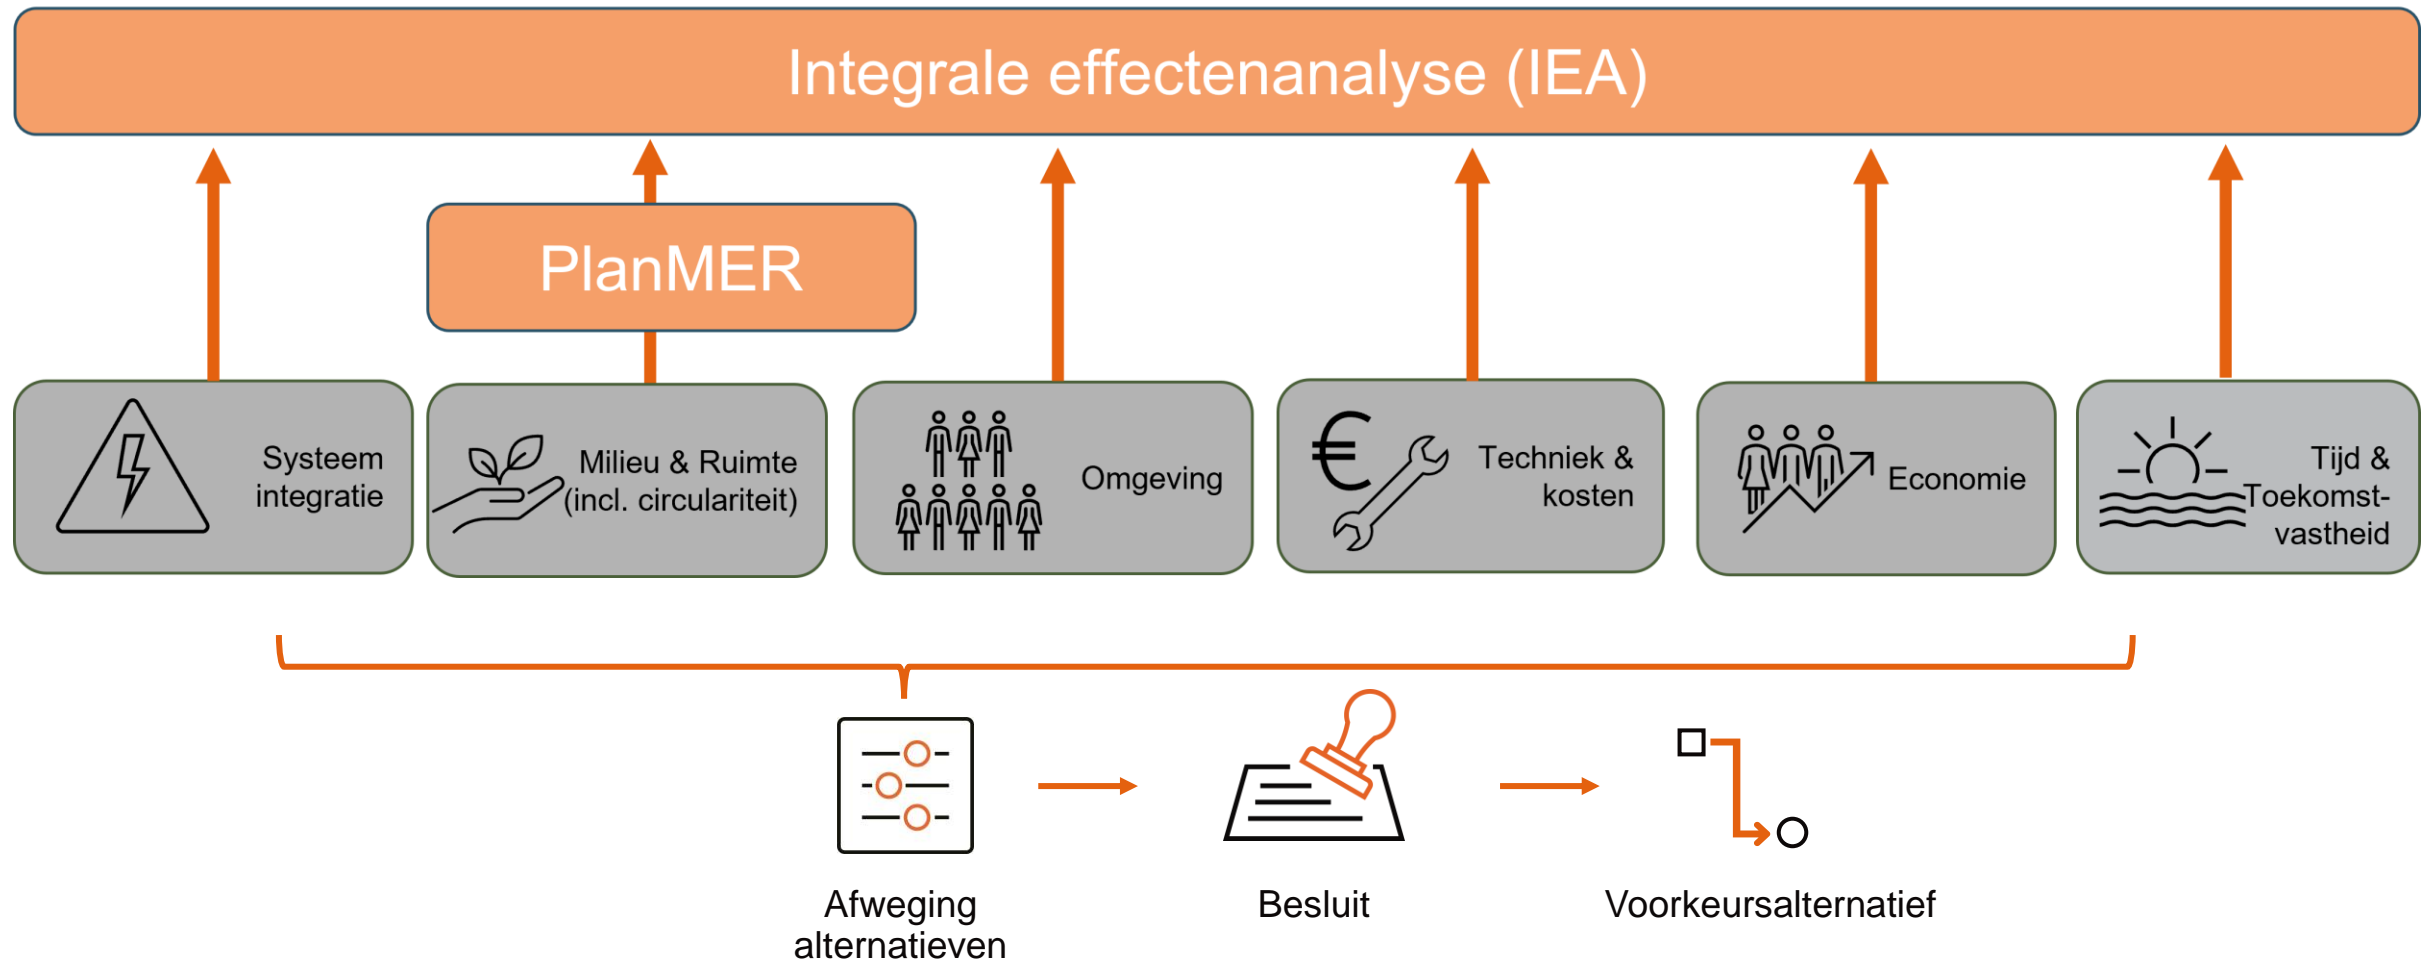 Integrale effectenanalyse (IEA)
PlanMER
Systeem
integratie
Milieu & Ruimte
(incl. circulariteit)
Omgeving
Techniek &
kosten
Economie
Tijd &
Toekomst-
vastheid
Afweging
alternatieven
Besluit
Voorkeursalternatief